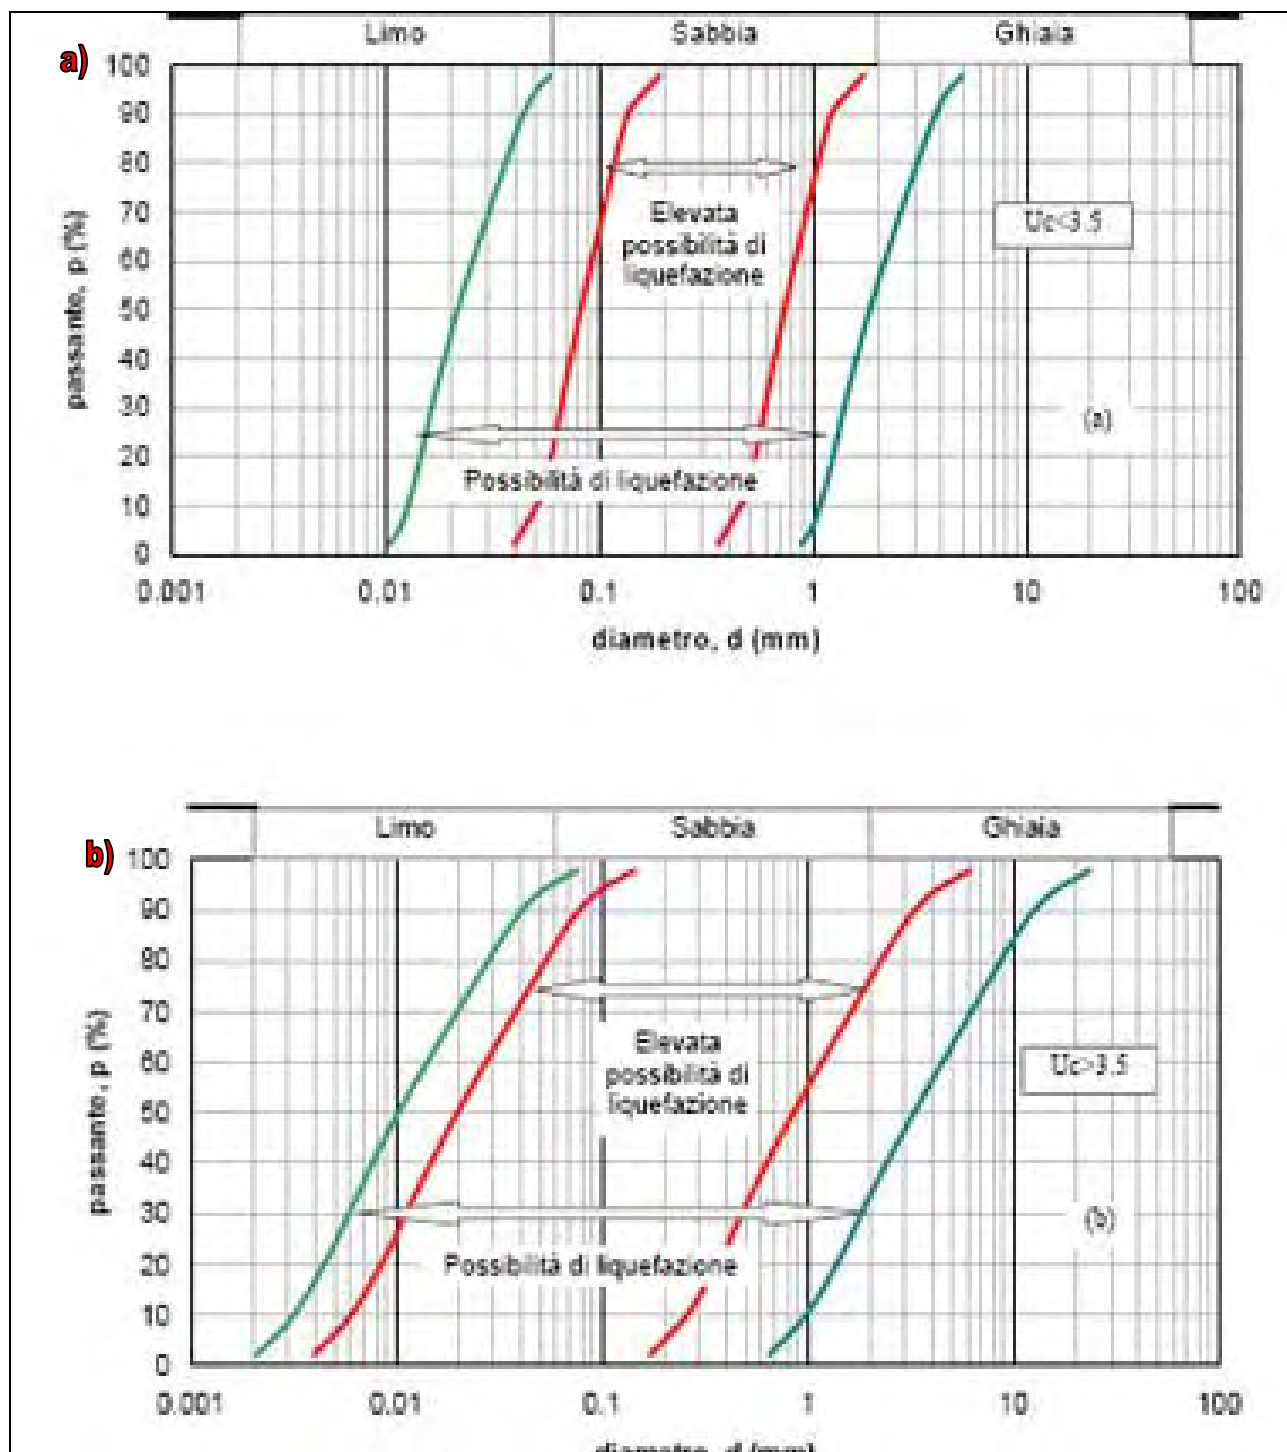 Limo Sabbia Ghiaia
a)
100
90
80
70
60
50
40
30
20
10
0
passante, p (%)
Elevata
possibilità di
liquefazione
Uc<3.5
(a)
Possibilità di liquefazione
0.001 0.01 0.1 1 10 100
diametro, d (mm)
Limo Sabbia Ghiaia
b)
100
90
80
70
60
50
40
30
20
10
0
passante, p (%)
Elevata
possibilità di
liquefazione
Uc>3.5
(b)
Possibilità di liquefazione
0.001 0.01 0.1 1 10 100
diametro, d (mm)